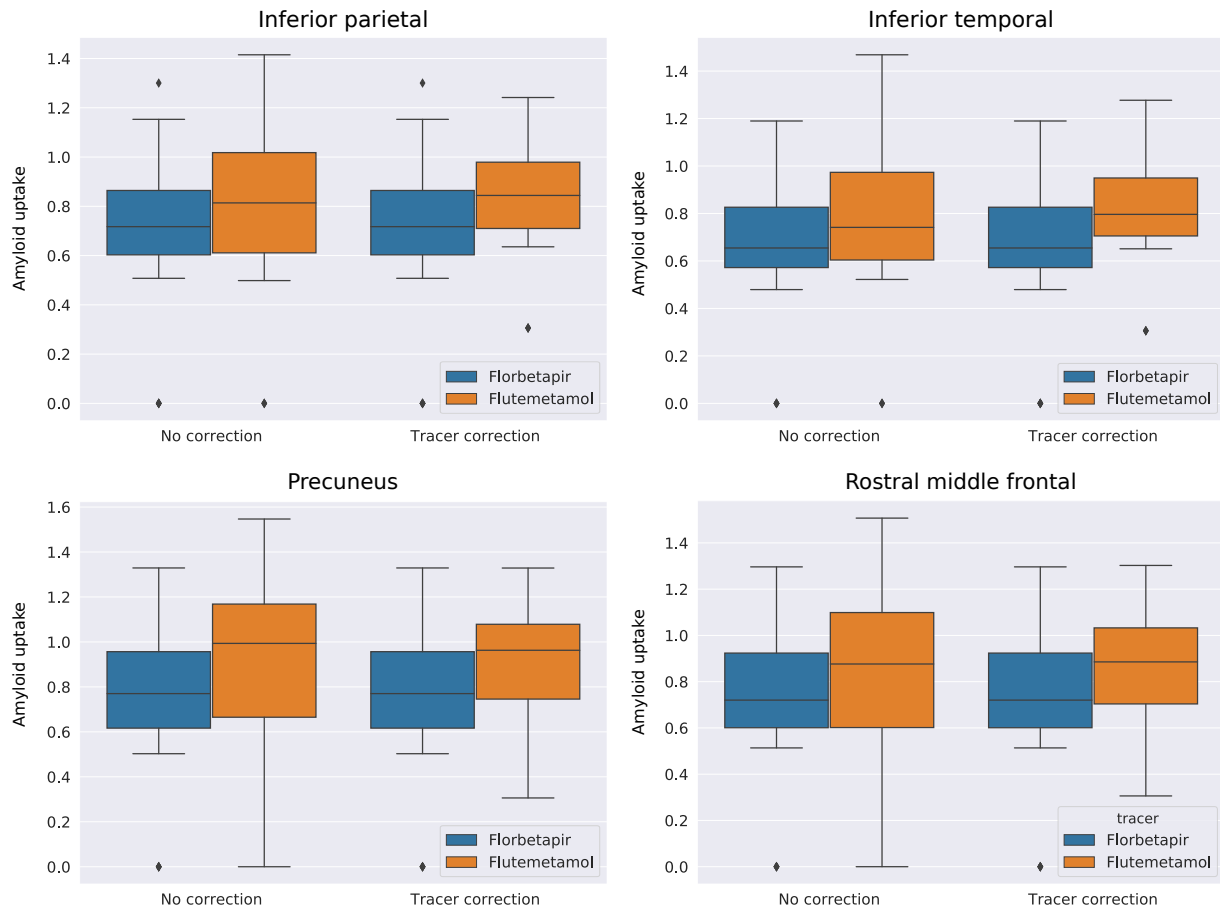 Inferior parietal
Amyloid uptake
1.4
1.2
1.0
0.8
0.6
0.4
0.2
0.0
Florbetapir
Flutemetamol
No correction
Tracer correction
Inferior temporal
Amyloid uptake
1.4
1.2
1.0
0.8
0.6
0.4
0.2
0.0
Florbetapir
Flutemetamol
No correction
Tracer correction
Precuneus
Amyloid uptake
1.6
1.4
1.2
1.0
0.8
0.6
0.4
0.2
0.0
Florbetapir
Flutemetamol
No correction
Tracer correction
Rostral middle frontal
Amyloid uptake
1.4
1.2
1.0
0.8
0.6
0.4
0.2
0.0
tracer
Florbetapir
Flutemetamol
No correction
Tracer correction